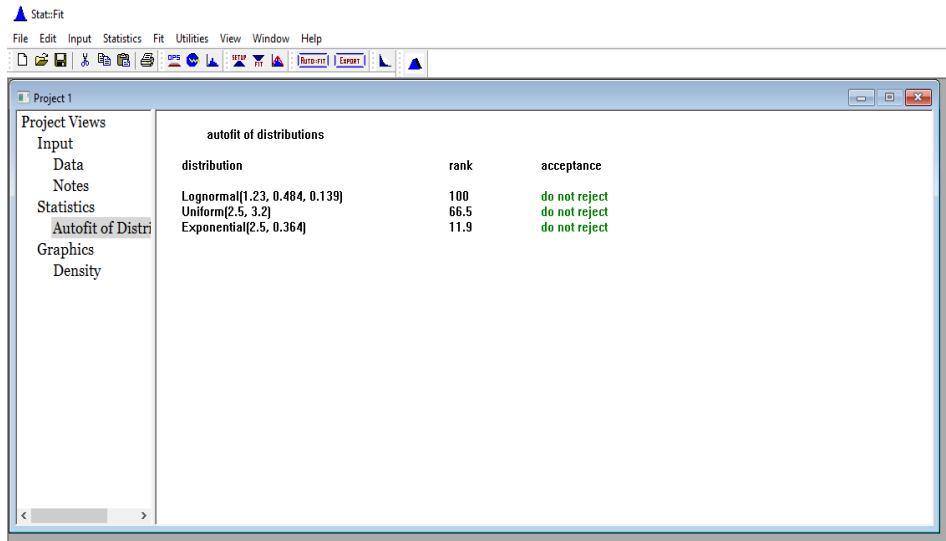 Stat::Fit
File Edit Input Statistics Fit Utilities View Window Help
DPS SETUP FIT AUTO::FIT EXPORT
Project 1
Project Views
Input
Data
Notes
Statistics
Autofit of Distri
Graphics
Density
autofit of distributions
distribution rank acceptance
Lognormal(1.23, 0.484, 0.139) 100 do not reject
Uniform(2.5, 3.2) 66.5 do not reject
Exponential(2.5, 0.364) 11.9 do not reject